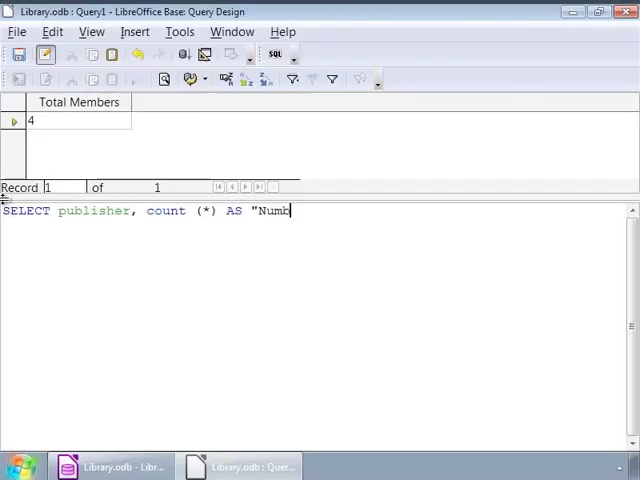 Library.odb : Query1 - LibreOffice Base: Query Design
File Edit View Insert Tools Window Help
SQL
Total Members
4
Record 1 of 1
SELECT publisher, count (*) AS "Numb
Library.odb - Libr...
Library.odb : Quer...